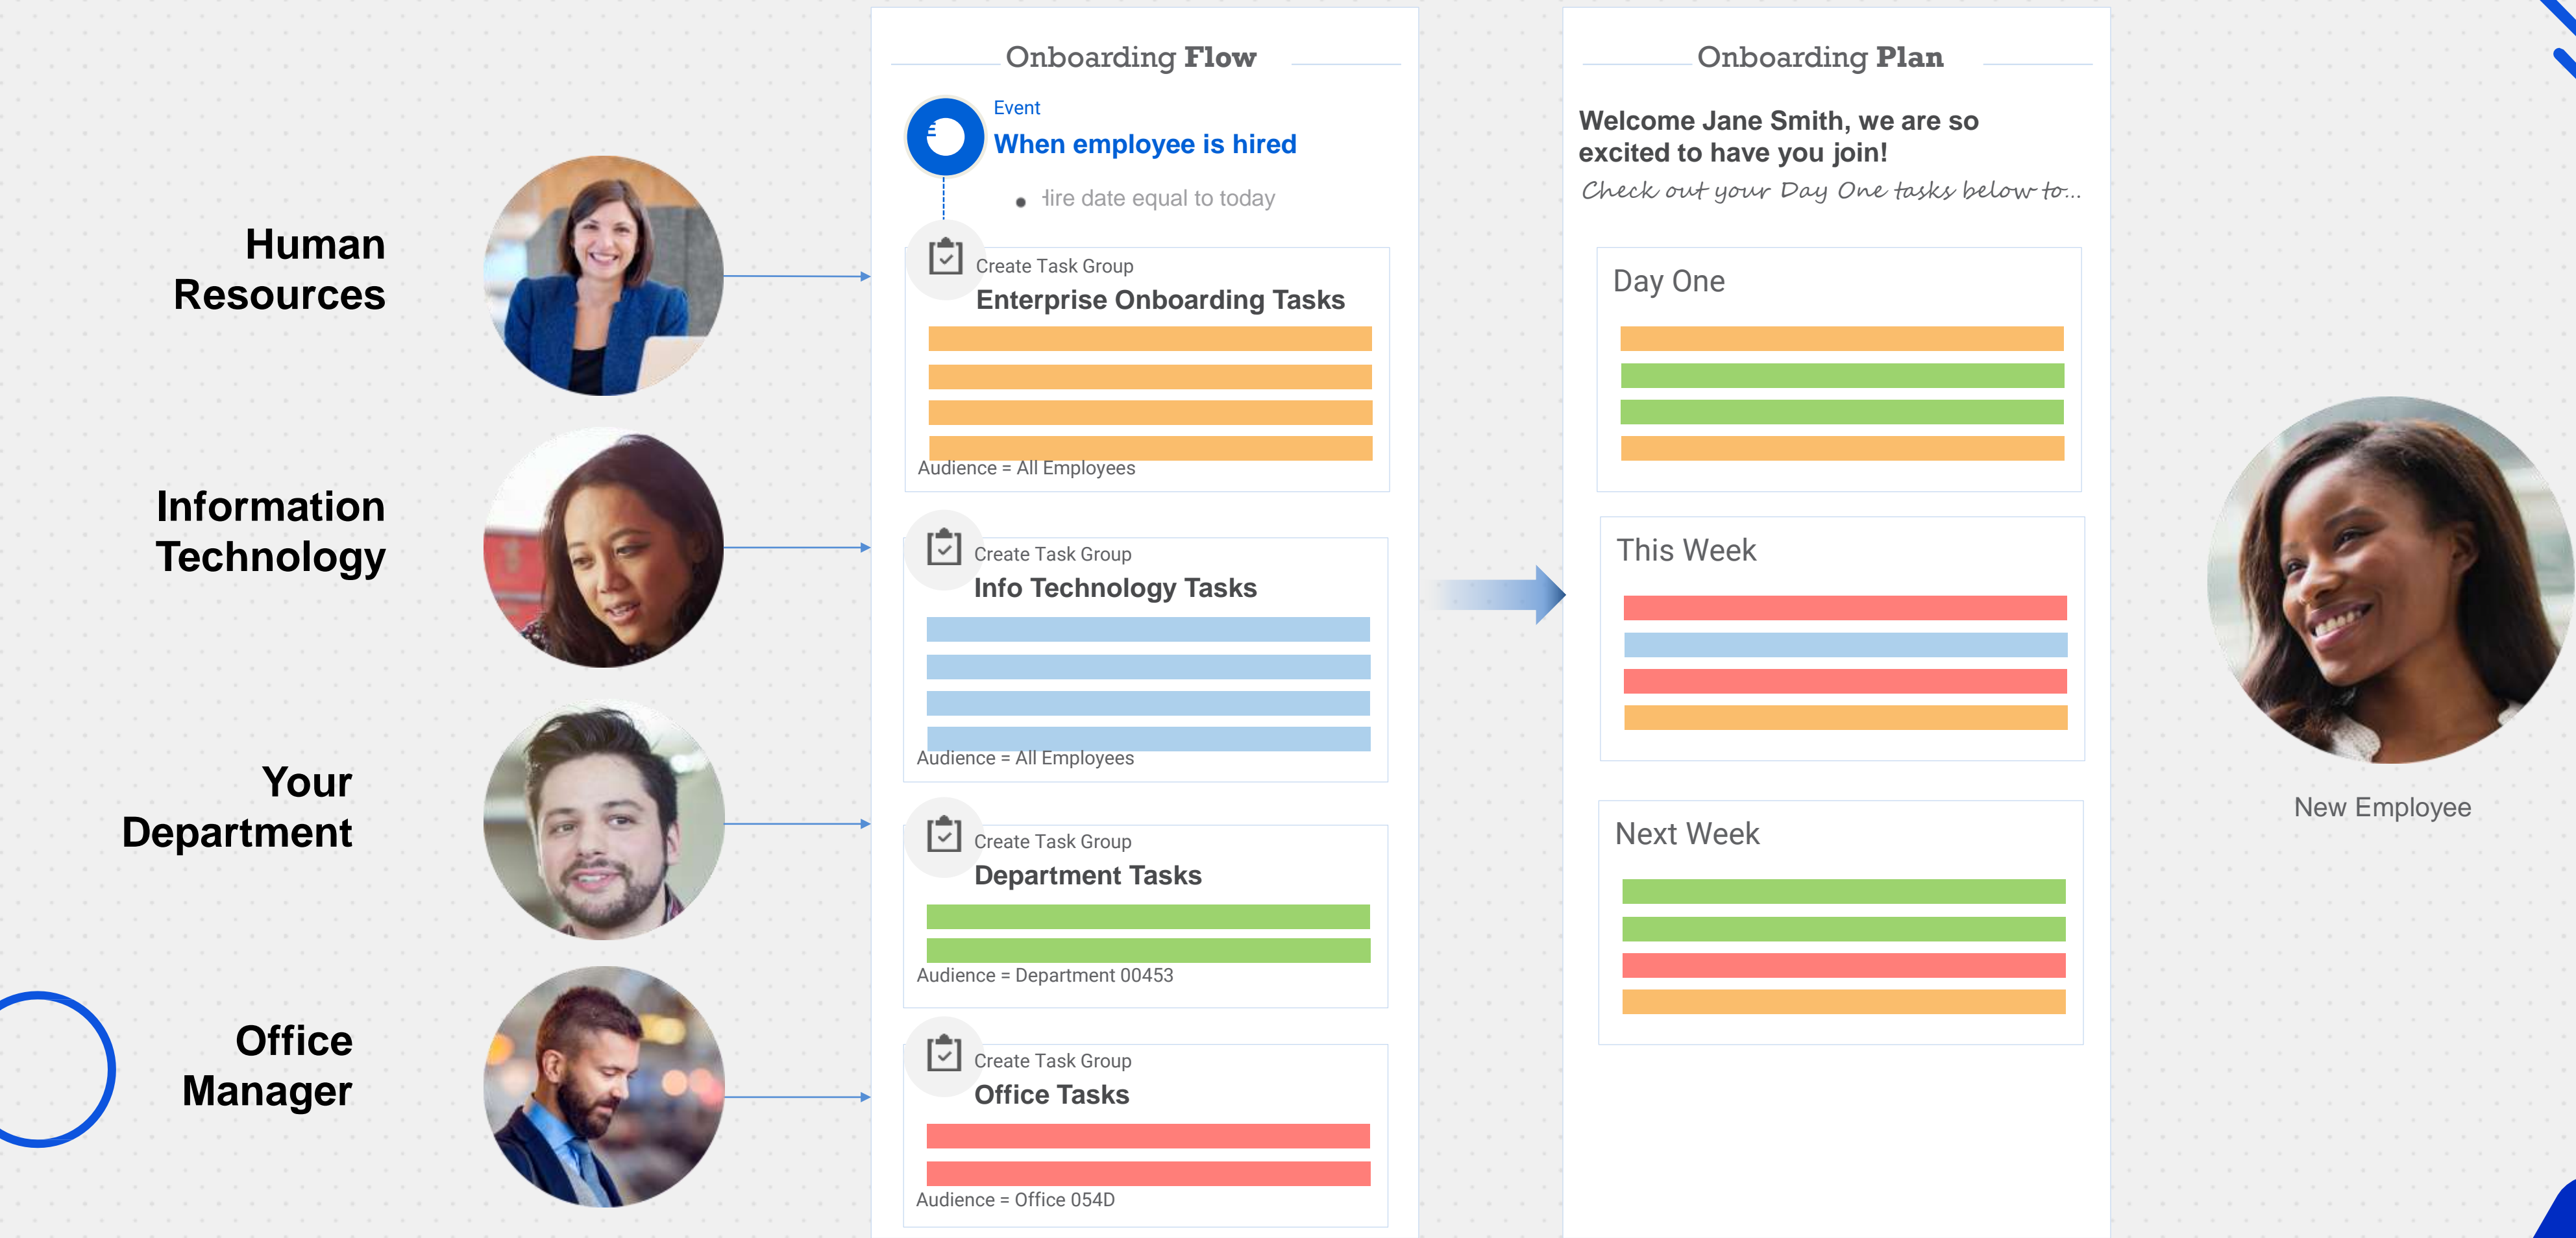 Human
Resources
Information
Technology
Your
Department
Office
Manager
Onboarding Flow
Event
When employee is hired
Hire date equal to today
Create Task Group
Enterprise Onboarding Tasks
Audience = All Employees
Create Task Group
Info Technology Tasks
Audience = All Employees
Create Task Group
Department Tasks
Audience = Department 00453
Create Task Group
Office Tasks
Audience = Office 054D
Onboarding Plan
Welcome Jane Smith, we are so
excited to have you join!
Check out your Day One tasks below to...
Day One
This Week
Next Week
New Employee